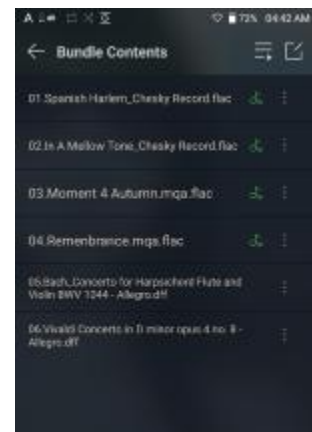 A 72% 04:42 AM
Bundle Contents
01.Spanish Harlem_Chesky Record.flac
02.In A Mellow Tone_Chesky Record.flac
03.Moment 4 Autumn.mqa.flac
04.Remenbrance.mqa.flac
05.Bach_Concerto for Harpsichord Flute and
Violin BWV 1044 - Allegro.dff
06.Vivaldi Concerto in D minor opus 4 no. 8 -
Allegro.dff